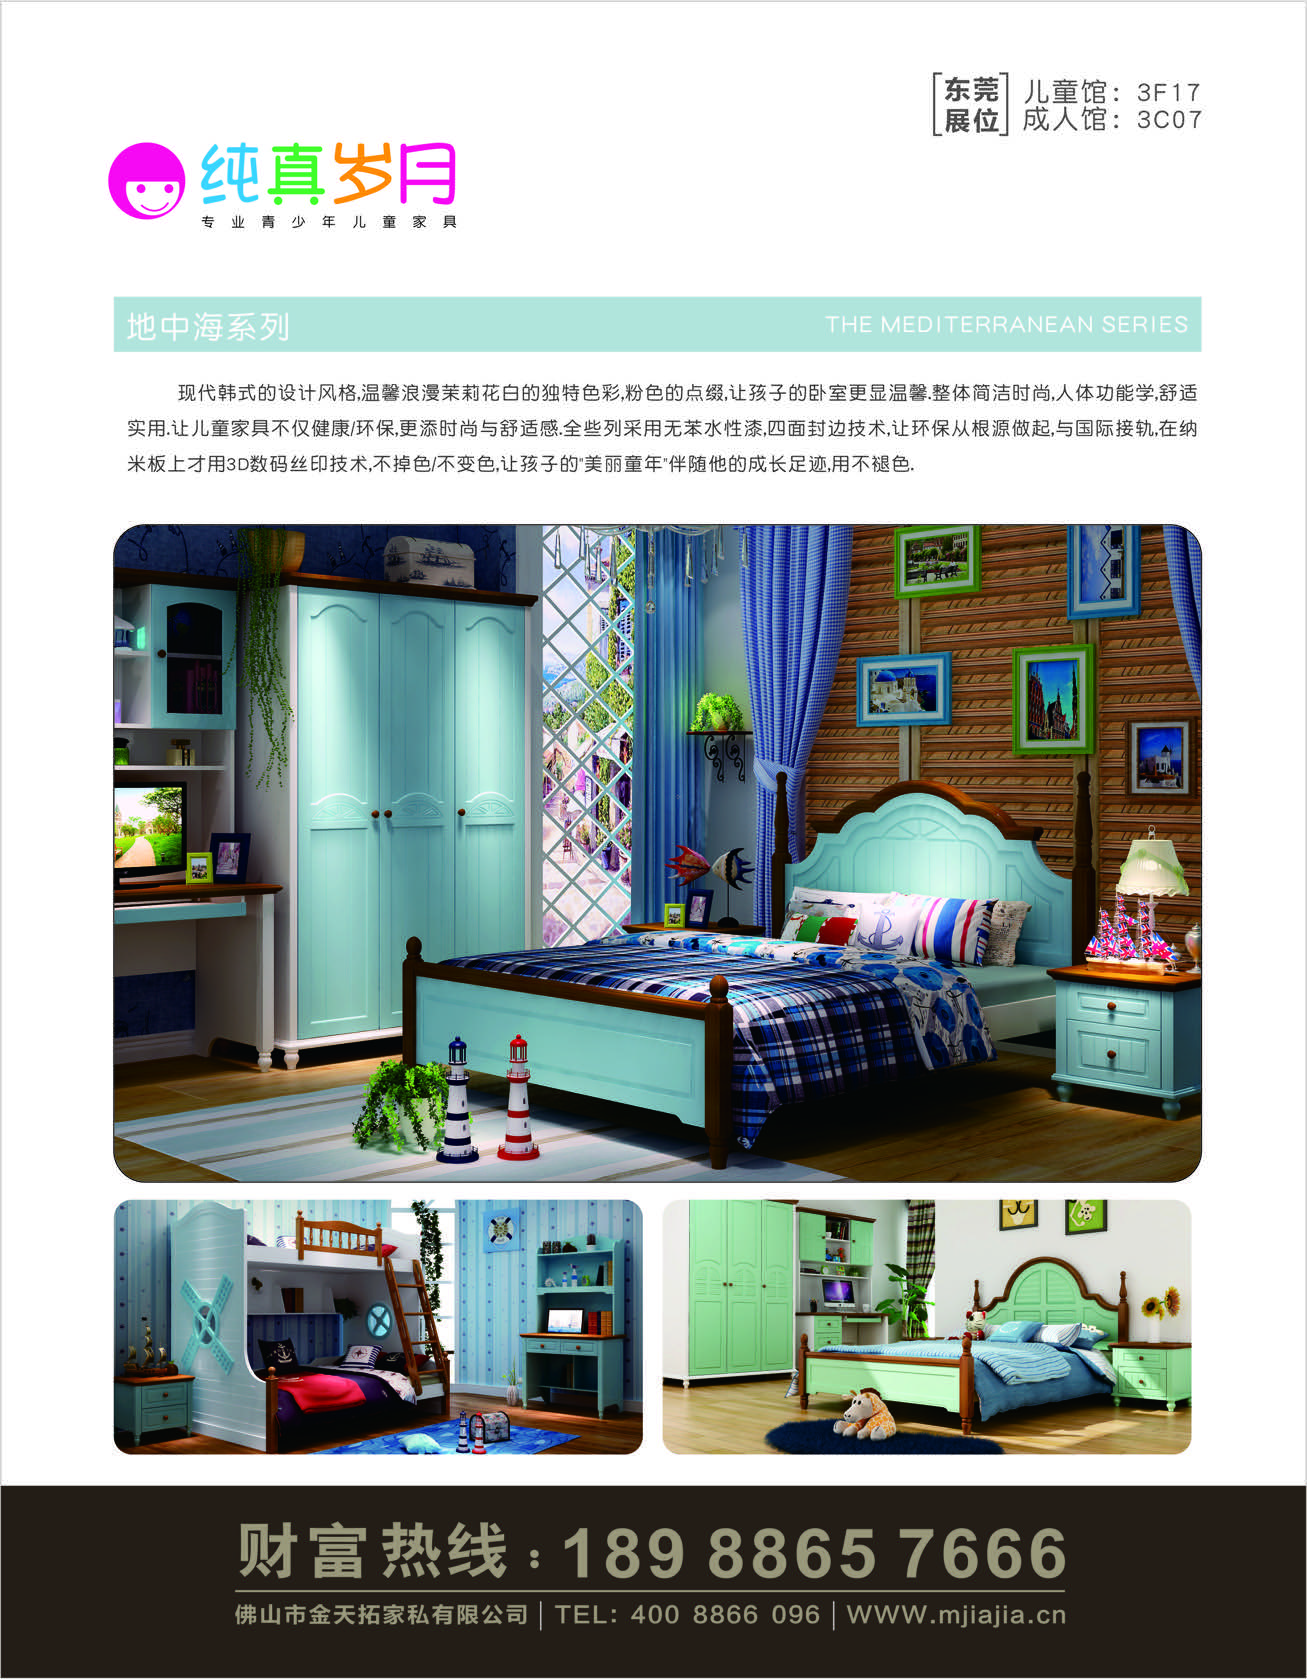 东莞 儿童馆：3F17
展位 成人馆：3C07
纯真岁月
专业青少年儿童家具
地中海系列 THE MEDITERRANEAN SERIES
现代韩式的设计风格,温馨浪漫茉莉花白的独特色彩,粉色的点缀,让孩子的卧室更显温馨.整体简洁时尚,人体功能学,舒适
实用.让儿童家具不仅健康/环保,更添时尚与舒适感.全些列采用无苯水性漆,四面封边技术,让环保从根源做起,与国际接轨,在纳
米板上才用3D数码丝印技术,不掉色/不变色,让孩子的"美丽童年"伴随他的成长足迹,用不褪色.
财富热线：189 8865 7666
佛山市金天拓家私有限公司│TEL: 400 8866 096│WWW.mjiajia.cn